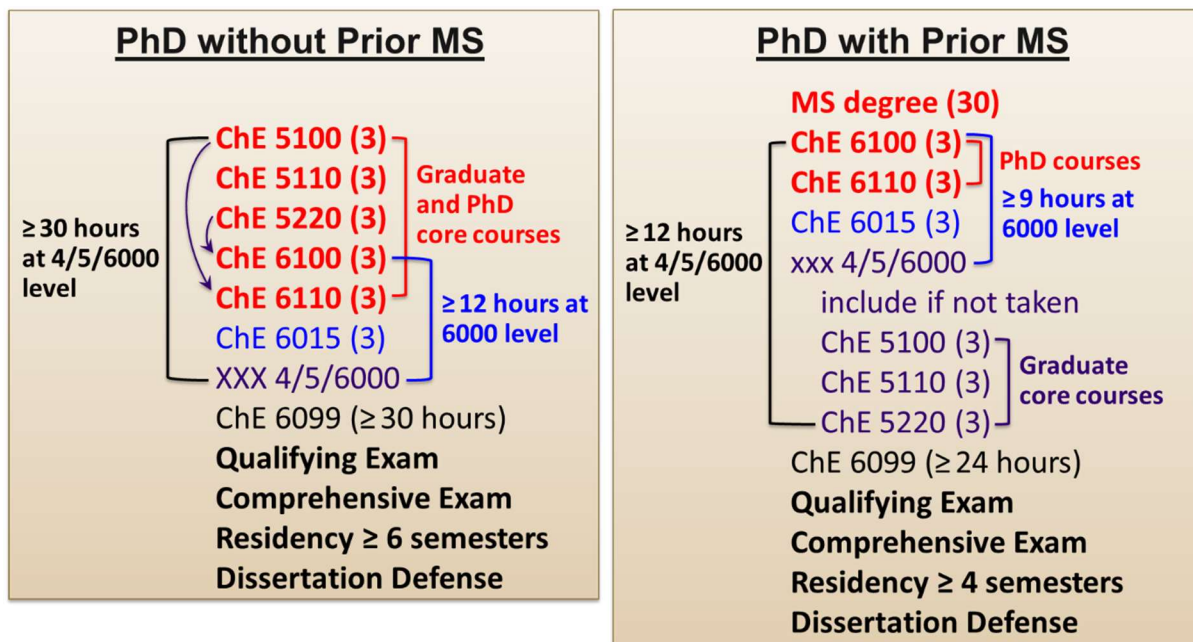 PhD without Prior MS
ChE 5100 (3)
ChE 5110 (3)
ChE 5220 (3)
ChE 6100 (3)
ChE 6110 (3)
ChE 6015 (3)
XXX 4/5/6000
ChE 6099 (≥ 30 hours)
Qualifying Exam
Comprehensive Exam
Residency ≥ 6 semesters
Dissertation Defense
≥ 30 hours
at 4/5/6000
level
Graduate
and PhD
core courses
≥ 12 hours at
6000 level
PhD with Prior MS
MS degree (30)
ChE 6100 (3)
ChE 6110 (3)
ChE 6015 (3)
xxx 4/5/6000
include if not taken
ChE 5100 (3)
ChE 5110 (3)
ChE 5220 (3)
ChE 6099 (≥ 24 hours)
Qualifying Exam
Comprehensive Exam
Residency ≥ 4 semesters
Dissertation Defense
≥ 12 hours
at 4/5/6000
level
PhD courses
≥ 9 hours at
6000 level
Graduate
core courses